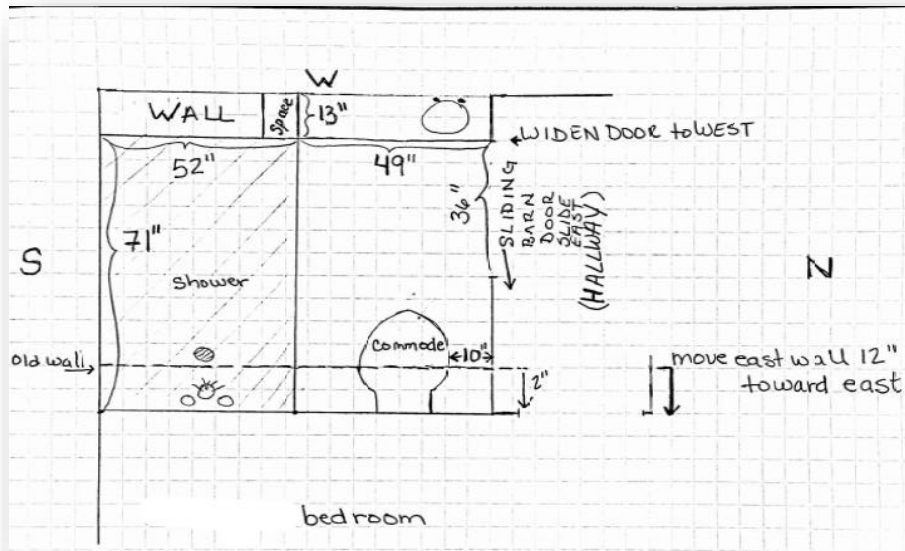 W
WALL
Space
13"
WIDEN DOOR to WEST
52"
49"
36"
SLIDING
BARN
DOOR
SLIDE
EAST
(HALLWAY)
71"
S
N
Shower
Commode
10"
old wall
2"
move east wall 12"
toward east
bedroom